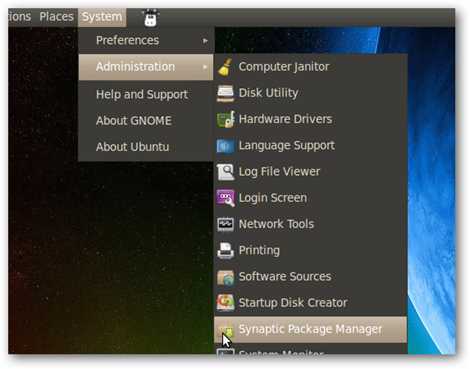 tions Places System
Preferences
Administration
Help and Support
About GNOME
About Ubuntu
Computer Janitor
Disk Utility
Hardware Drivers
Language Support
Log File Viewer
Login Screen
Network Tools
Printing
Software Sources
Startup Disk Creator
Synaptic Package Manager
System Monitor